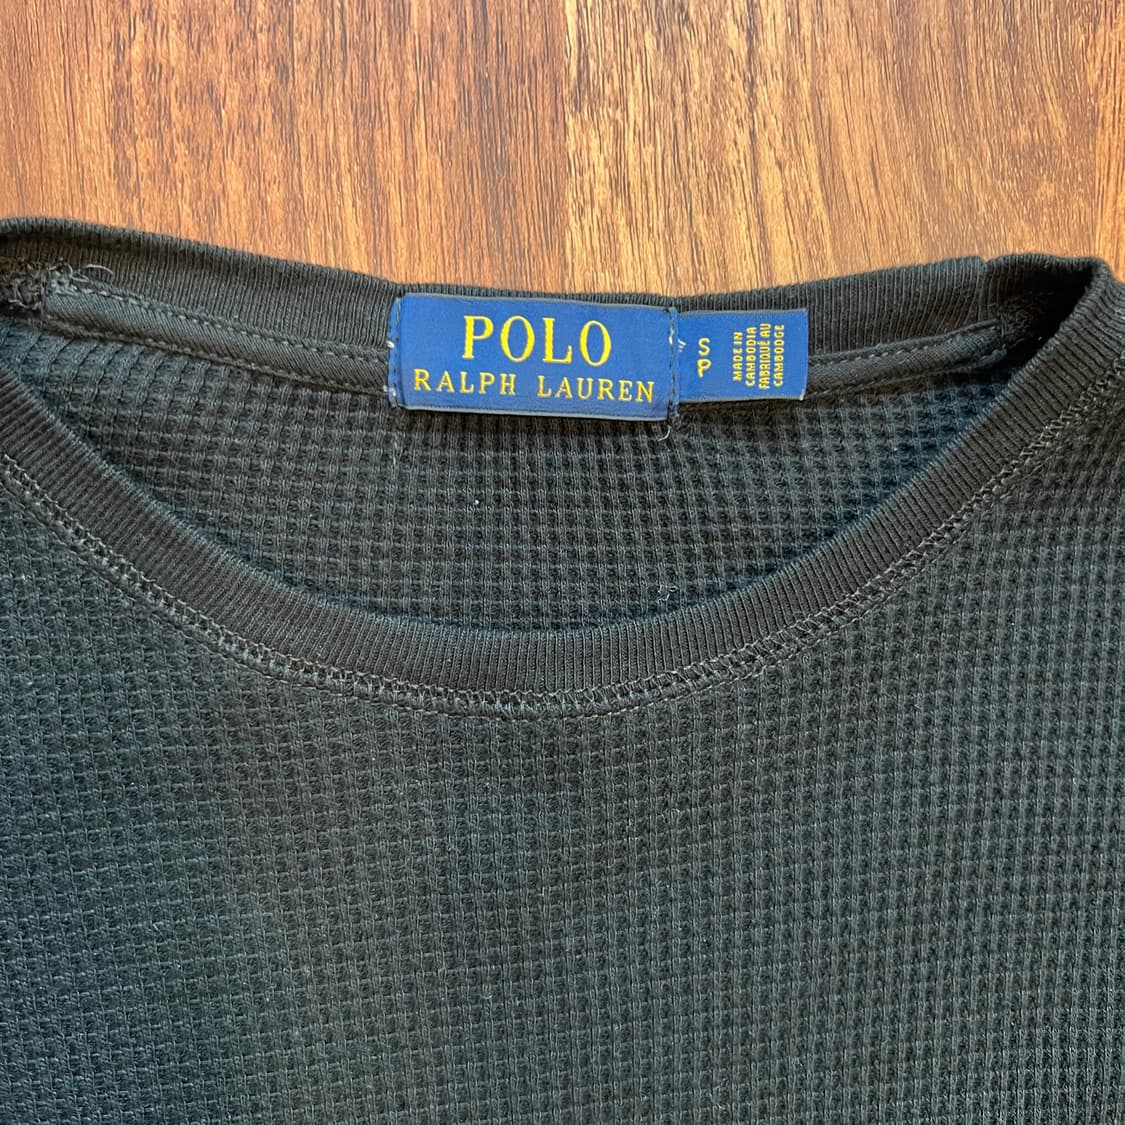 POLO
RALPH LAUREN
S
P
MADE IN
CAMBODIA
FABRIQUÉ AU
CAMBODGE